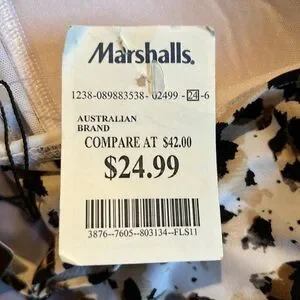 Marshalls.
1238-089883538- 02499 - 24 -6
AUSTRALIAN
BRAND
COMPARE AT $42.00
$24.99
3876--7605--803134--FLS11